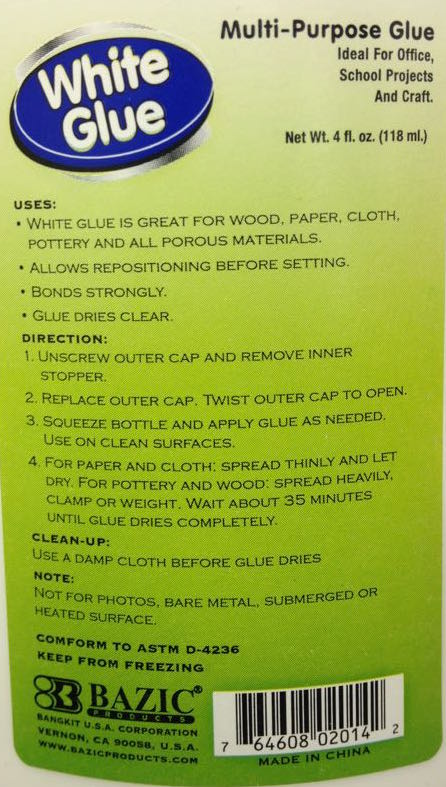 White
Glue
Multi-Purpose Glue
Ideal For Office,
School Projects
And Craft.
Net Wt. 4 fl. oz. (118 ml.)
USES:
• WHITE GLUE IS GREAT FOR WOOD, PAPER, CLOTH,
POTTERY AND ALL POROUS MATERIALS.
• ALLOWS REPOSITIONING BEFORE SETTING.
• BONDS STRONGLY.
• GLUE DRIES CLEAR.
DIRECTION:
1. UNSCREW OUTER CAP AND REMOVE INNER
STOPPER.
2. REPLACE OUTER CAP. TWIST OUTER CAP TO OPEN.
3. SQUEEZE BOTTLE AND APPLY GLUE AS NEEDED.
USE ON CLEAN SURFACES.
4. FOR PAPER AND CLOTH: SPREAD THINLY AND LET
DRY. FOR POTTERY AND WOOD: SPREAD HEAVILY,
CLAMP OR WEIGHT. WAIT ABOUT 35 MINUTES
UNTIL GLUE DRIES COMPLETELY.
CLEAN-UP:
USE A DAMP CLOTH BEFORE GLUE DRIES
NOTE:
NOT FOR PHOTOS, BARE METAL, SUBMERGED OR
HEATED SURFACE.
COMFORM TO ASTM D-4236
KEEP FROM FREEZING
BAZIC®
PRODUCTS
BANGKIT U.S.A. CORPORATION
VERNON, CA 90058, U.S.A.
WWW.BAZICPRODUCTS.COM
7 64608 02014 2
MADE IN CHINA